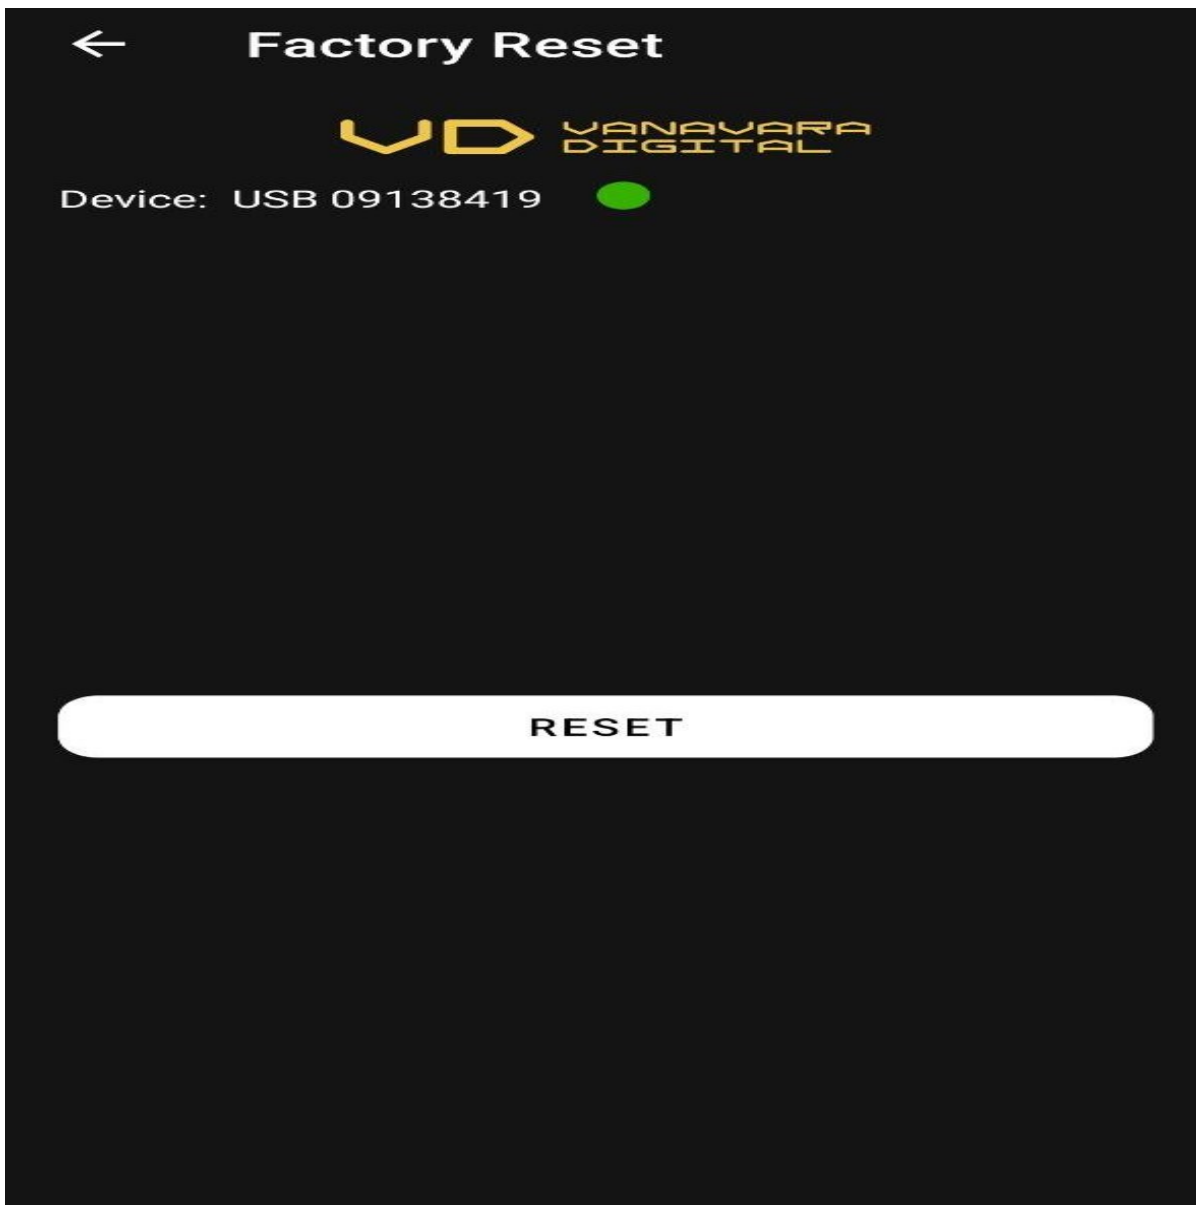 Factory Reset
VD VANAVARA
DIGITAL
Device: USB 09138419
RESET